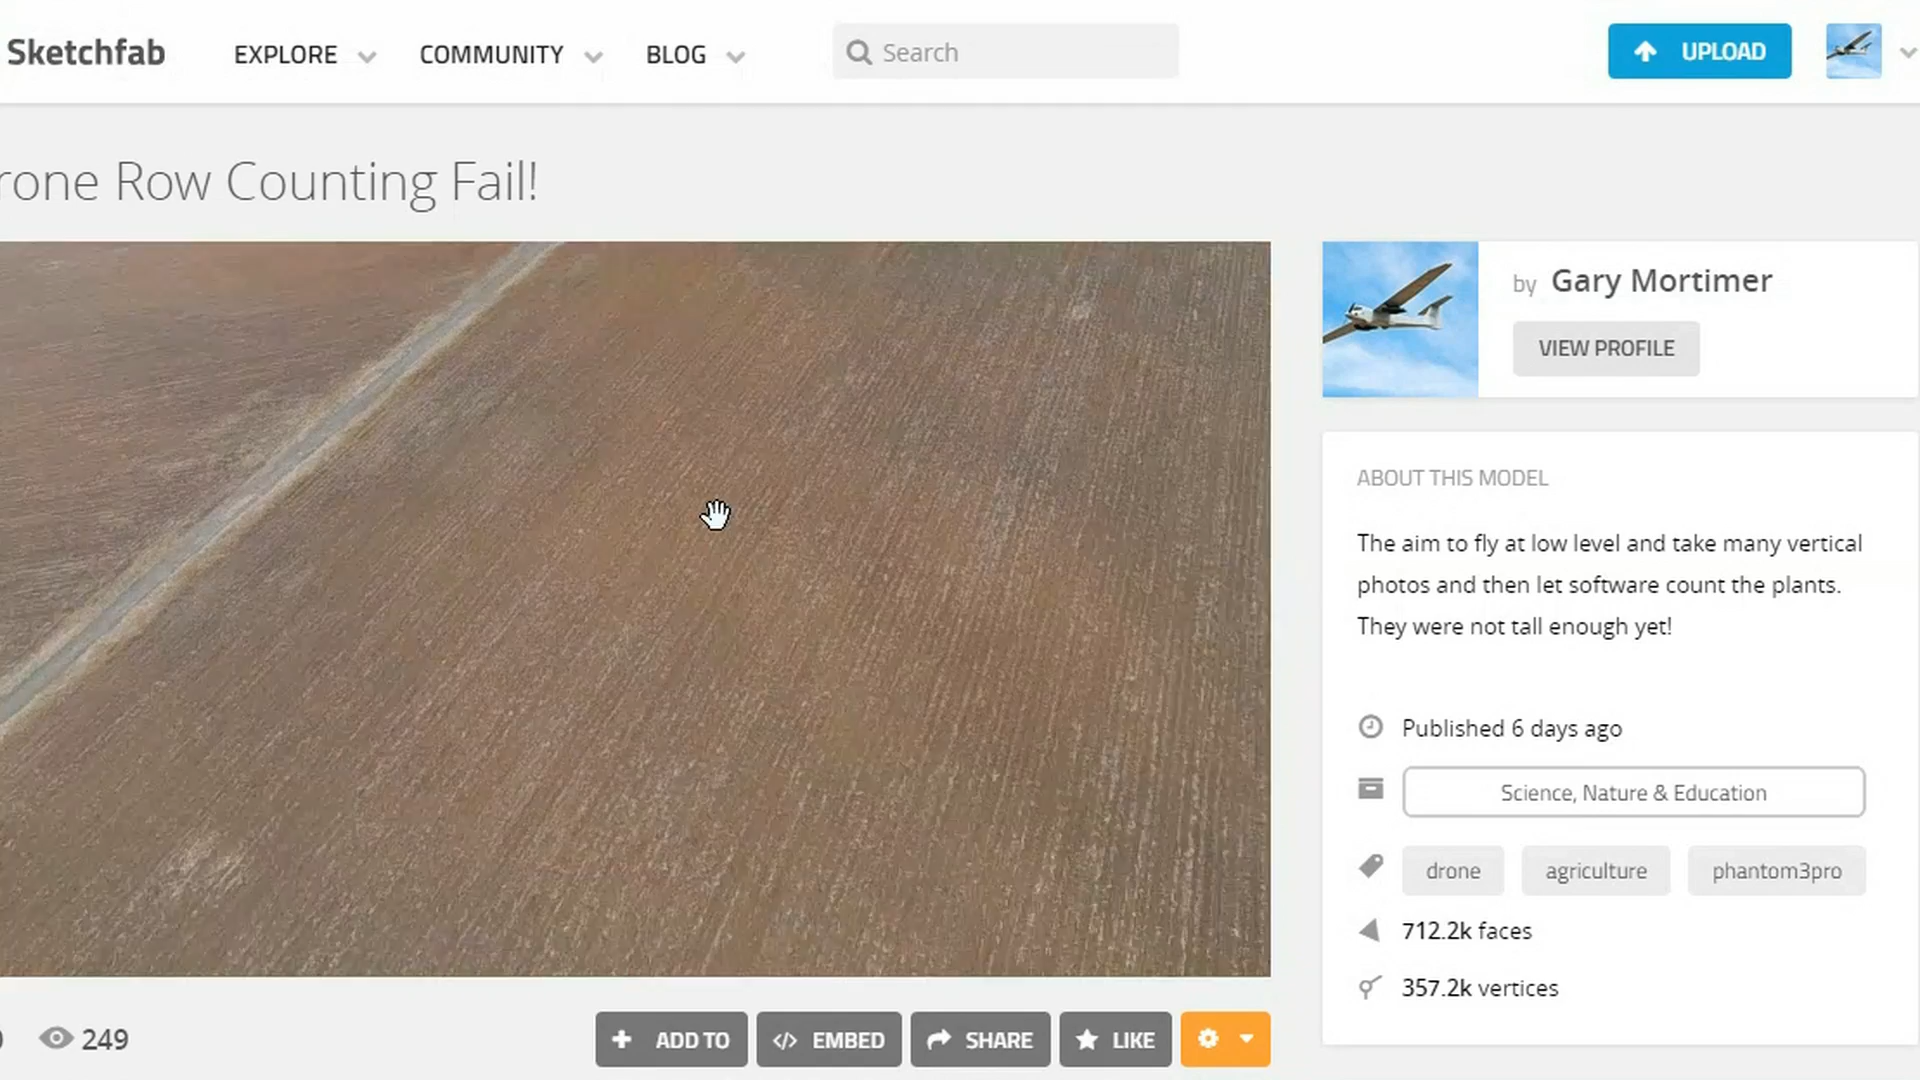 Sketchfab EXPLORE COMMUNITY BLOG Search UPLOAD
rone Row Counting Fail!
by Gary Mortimer
VIEW PROFILE
ABOUT THIS MODEL
The aim to fly at low level and take many vertical
photos and then let software count the plants.
They were not tall enough yet!
Published 6 days ago
Science, Nature & Education
drone agriculture phantom3pro
712.2k faces
357.2k vertices
249 ADD TO EMBED SHARE LIKE